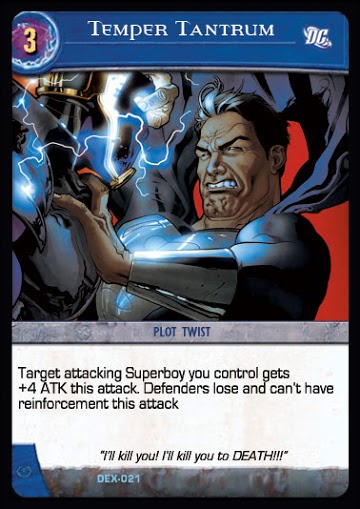 3
TEMPER TANTRUM
DC
PLOT TWIST
Target attacking Superboy you control gets
+4 ATK this attack. Defenders lose and can't have
reinforcement this attack
"I'll kill you! I'll kill you to DEATH!!!"
DEX-021